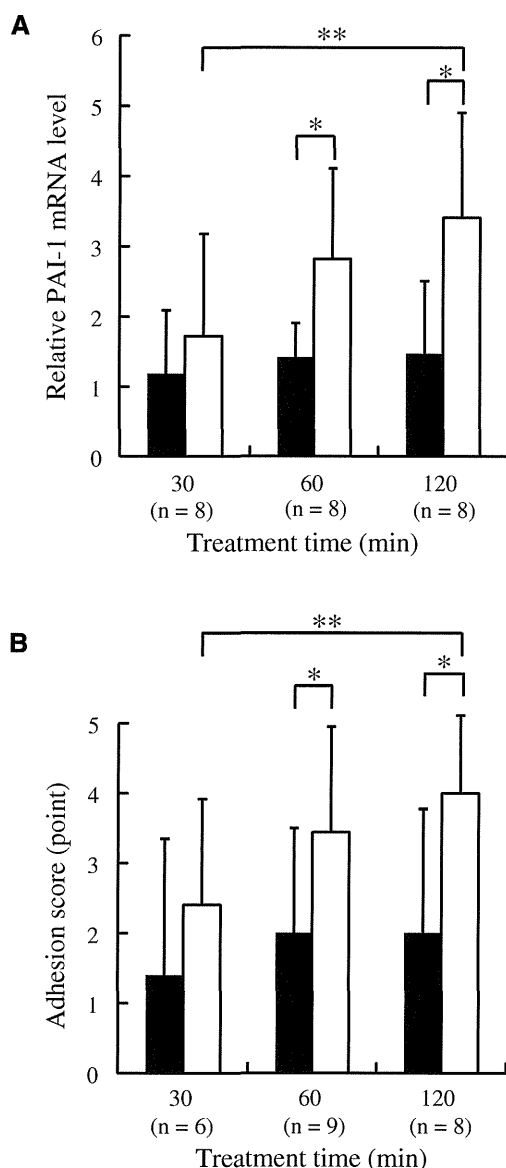 A
6
**
*
5
*
4
3
2
1
0
Relative PAI-1 mRNA level
30 60 120
(n = 8) (n = 8) (n = 8)
Treatment time (min)
B
**
*
*
5
4
3
2
1
0
Adhesion score (point)
30 60 120
(n = 6) (n = 9) (n = 8)
Treatment time (min)